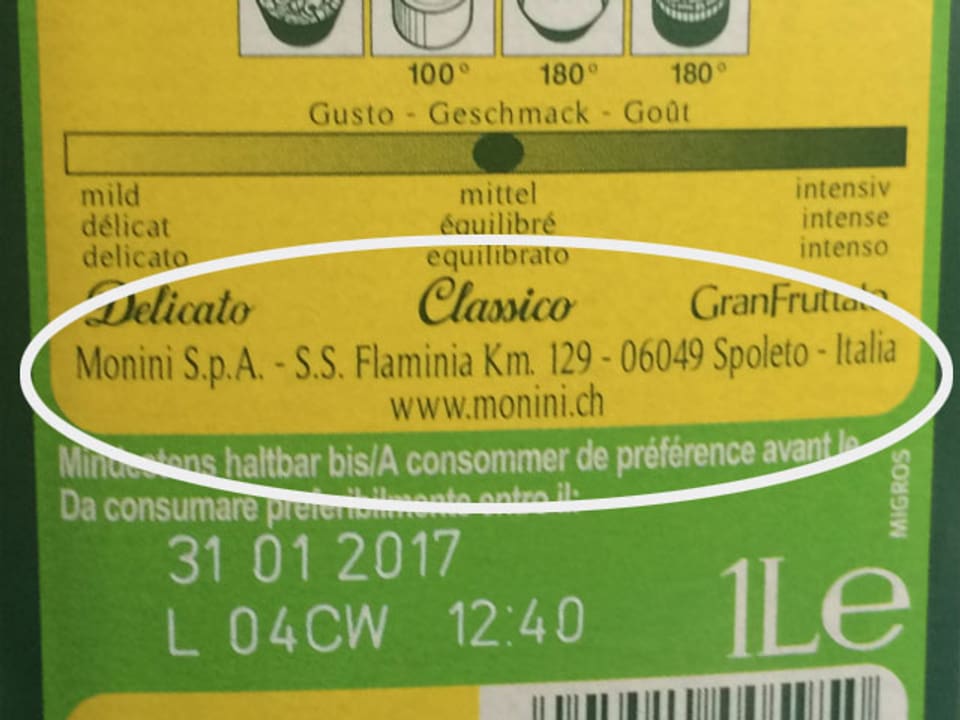 100° 180° 180°
Gusto - Geschmack - Goût
mild mittel intensiv
délicat équilibré intense
delicato equilibrato intenso
Delicato Classico GranFruttato
Monini S.p.A. - S.S. Flaminia Km. 129 - 06049 Spoleto - Italia
www.monini.ch
Mindestens haltbar bis/A consommer de préférence avant le
Da consumare preferibilmente entro il:
MIGROS
31 01 2017
L 04CW 12:40
1L e